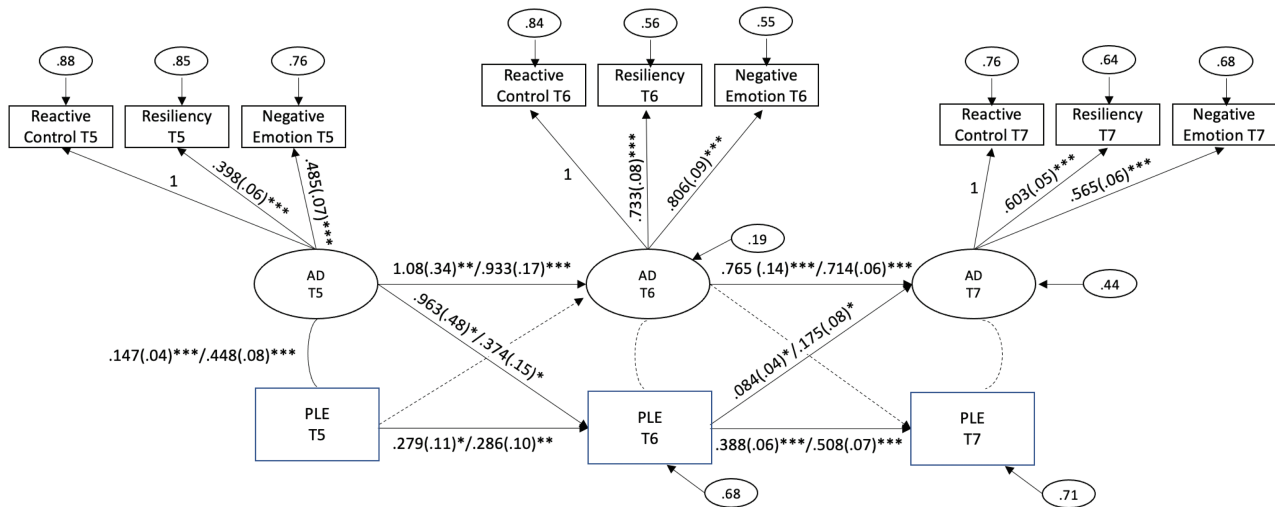 .88
.85
.76
.84
.56
.55
.76
.64
.68
Reactive
Control T5
Resiliency
T5
Negative
Emotion T5
Reactive
Control T6
Resiliency
T6
Negative
Emotion T6
Reactive
Control T7
Resiliency
T7
Negative
Emotion T7
1
.398(.06)***
.485(.07)***
1
.733(.08)***
.806(.09)***
1
.603(.05)***
.565(.06)***
AD
T5
1.08(.34)**/.933(.17)***
AD
T6
.19
.765 (.14)***/.714(.06)***
AD
T7
.44
.147(.04)***/.448(.08)***
.963(.48)*/.374(.15)*
.084(.04)*/.175(.08)*
PLE
T5
.279(.11)*/.286(.10)**
PLE
T6
.388(.06)***/.508(.07)***
PLE
T7
.68
.71